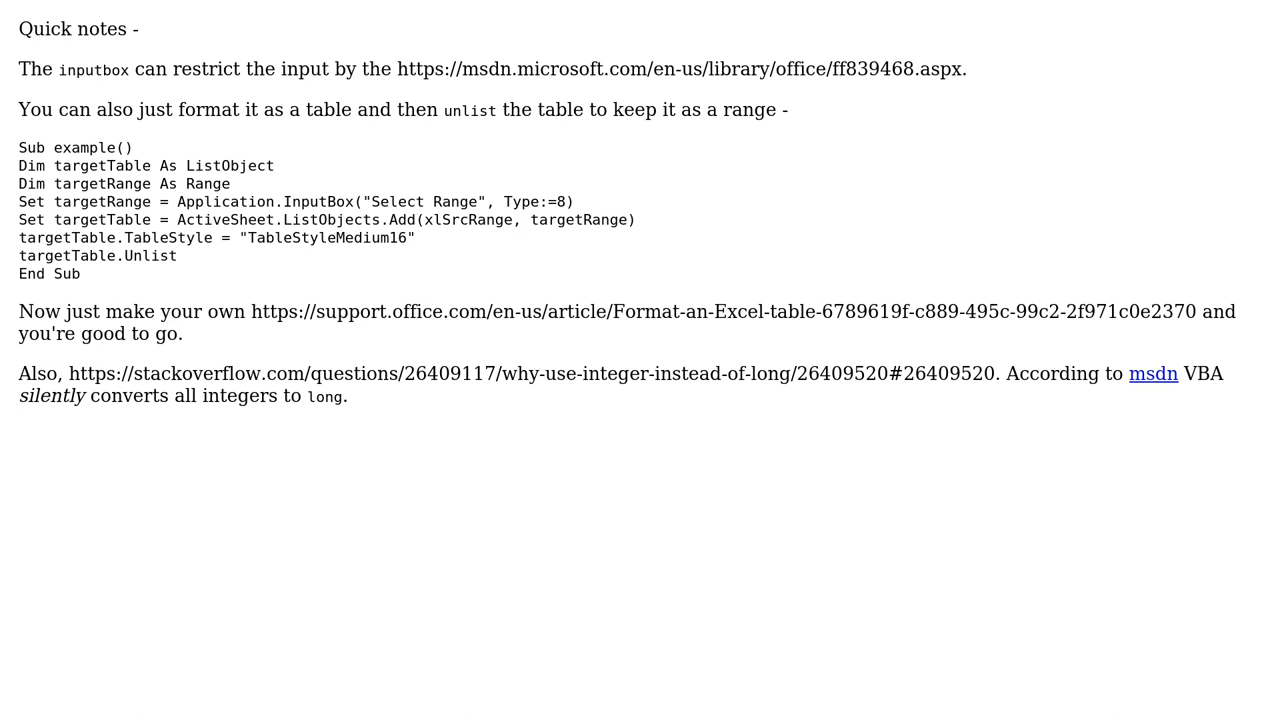 Quick notes -
The inputbox can restrict the input by the https://msdn.microsoft.com/en-us/library/office/ff839468.aspx.
You can also just format it as a table and then unlist the table to keep it as a range -
Sub example()
Dim targetTable As ListObject
Dim targetRange As Range
Set targetRange = Application.InputBox("Select Range", Type:=8)
Set targetTable = ActiveSheet.ListObjects.Add(xlSrcRange, targetRange)
targetTable.TableStyle = "TableStyleMedium16"
targetTable.Unlist
End Sub
Now just make your own https://support.office.com/en-us/article/Format-an-Excel-table-6789619f-c889-495c-99c2-2f971c0e2370 and
you're good to go.
Also, https://stackoverflow.com/questions/26409117/why-use-integer-instead-of-long/26409520#26409520. According to msdn VBA
silently converts all integers to long.